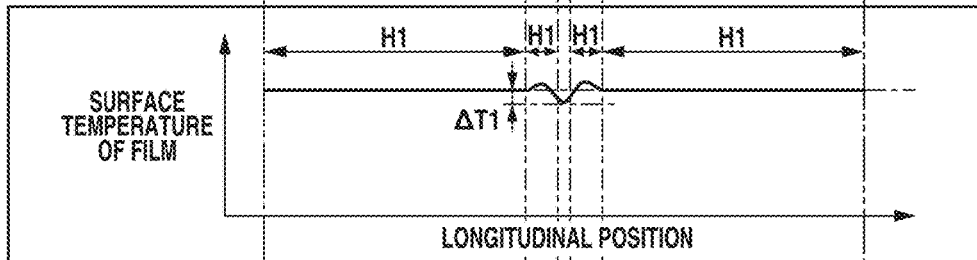 H1 H1 H1 H1
SURFACE
TEMPERATURE
OF FILM
ΔT1
LONGITUDINAL POSITION